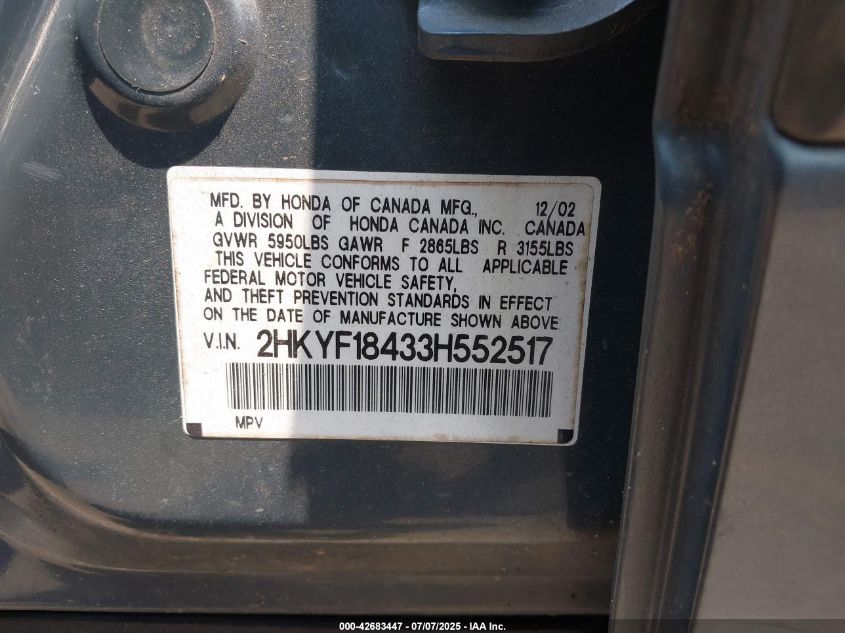 MFD. BY HONDA OF CANADA MFG., 12/02
A DIVISION OF HONDA CANADA INC. CANADA
GVWR 5950LBS GAWR F 2865LBS R 3155LBS
THIS VEHICLE CONFORMS TO ALL APPLICABLE
FEDERAL MOTOR VEHICLE SAFETY,
AND THEFT PREVENTION STANDARDS IN EFFECT
ON THE DATE OF MANUFACTURE SHOWN ABOVE
V.I.N. 2HKYF18433H552517
MPV
000-42683447 - 07/07/2025 - IAA Inc.